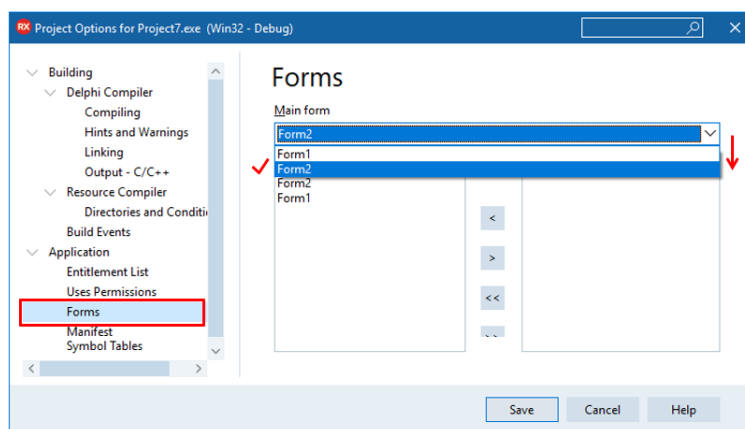 RX Project Options for Project7.exe (Win32 - Debug)
Building
Delphi Compiler
Compiling
Hints and Warnings
Linking
Output - C/C++
Resource Compiler
Directories and Conditi
Build Events
Application
Entitlement List
Uses Permissions
Forms
Manifest
Symbol Tables
Forms
Main form
Form2
Form1
Form2
Form2
Form1
<
>
<<
>>
Save Cancel Help